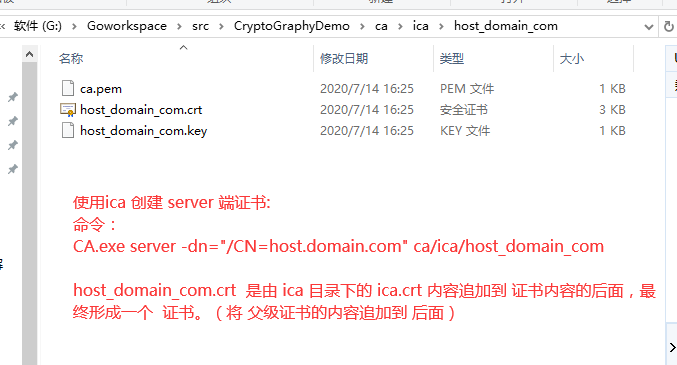 软件 (G:) > Goworkspace > src > CryptoGraphyDemo > ca > ica > host_domain_com
名称 修改日期 类型 大小
ca.pem 2020/7/14 16:25 PEM 文件 1 KB
host_domain_com.crt 2020/7/14 16:25 安全证书 3 KB
host_domain_com.key 2020/7/14 16:25 KEY 文件 1 KB
使用ica 创建 server 端证书:
命令：
CA.exe server -dn="/CN=host.domain.com" ca/ica/host_domain_com
host_domain_com.crt 是由 ica 目录下的 ica.crt 内容追加到 证书内容的后面，最
终形成一个 证书。（将 父级证书的内容追加到 后面）